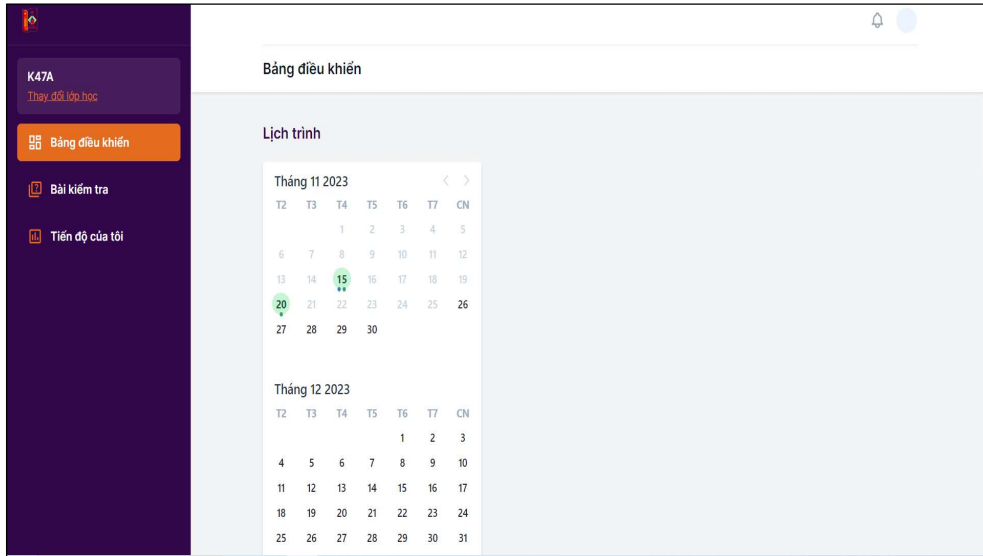 K47A
Thay đổi lớp học
Bảng điều khiển
Bài kiểm tra
Tiến độ của tôi
Bảng điều khiển
Lịch trình
Tháng 11 2023
T2 T3 T4 T5 T6 T7 CN
1 2 3 4 5
6 7 8 9 10 11 12
13 14 15 16 17 18 19
20 21 22 23 24 25 26
27 28 29 30
Tháng 12 2023
T2 T3 T4 T5 T6 T7 CN
1 2 3
4 5 6 7 8 9 10
11 12 13 14 15 16 17
18 19 20 21 22 23 24
25 26 27 28 29 30 31